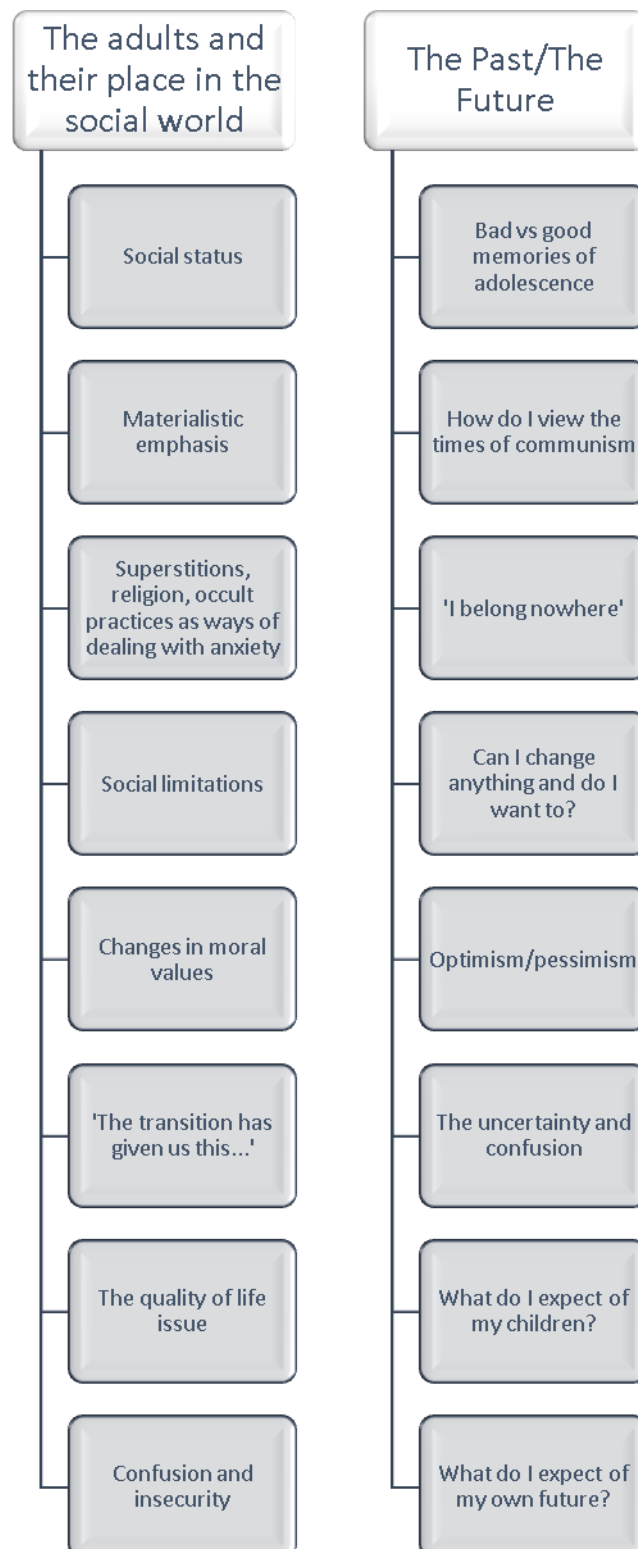 The adults and
their place in the
social world
Social status
Materialistic
emphasis
Superstitions,
religion, occult
practices as ways of
dealing with anxiety
Social limitations
Changes in moral
values
'The transition has
given us this...'
The quality of life
issue
Confusion and
insecurity
The Past/The
Future
Bad vs good
memories of
adolescence
How do I view the
times of communism
'I belong nowhere'
Can I change
anything and do I
want to?
Optimism/pessimism
The uncertainty and
confusion
What do I expect of
my children?
What do I expect of
my own future?